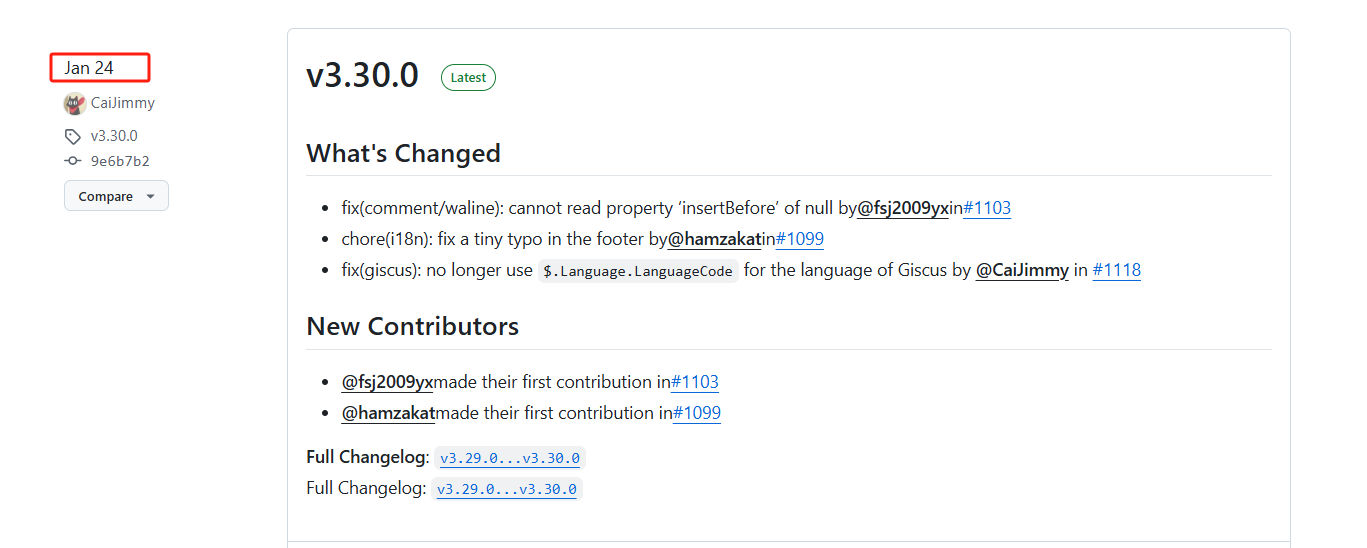 Jan 24
CaiJimmy
v3.30.0
9e6b7b2
Compare
v3.30.0 Latest
What's Changed
fix(comment/waline): cannot read property ‘insertBefore’ of null by@fsj2009yxin#1103
chore(i18n): fix a tiny typo in the footer by@hamzakatin#1099
fix(giscus): no longer use $.Language.LanguageCode for the language of Giscus by @CaiJimmy in #1118
New Contributors
@fsj2009yxmade their first contribution in#1103
@hamzakatmade their first contribution in#1099
Full Changelog: v3.29.0...v3.30.0
Full Changelog: v3.29.0...v3.30.0